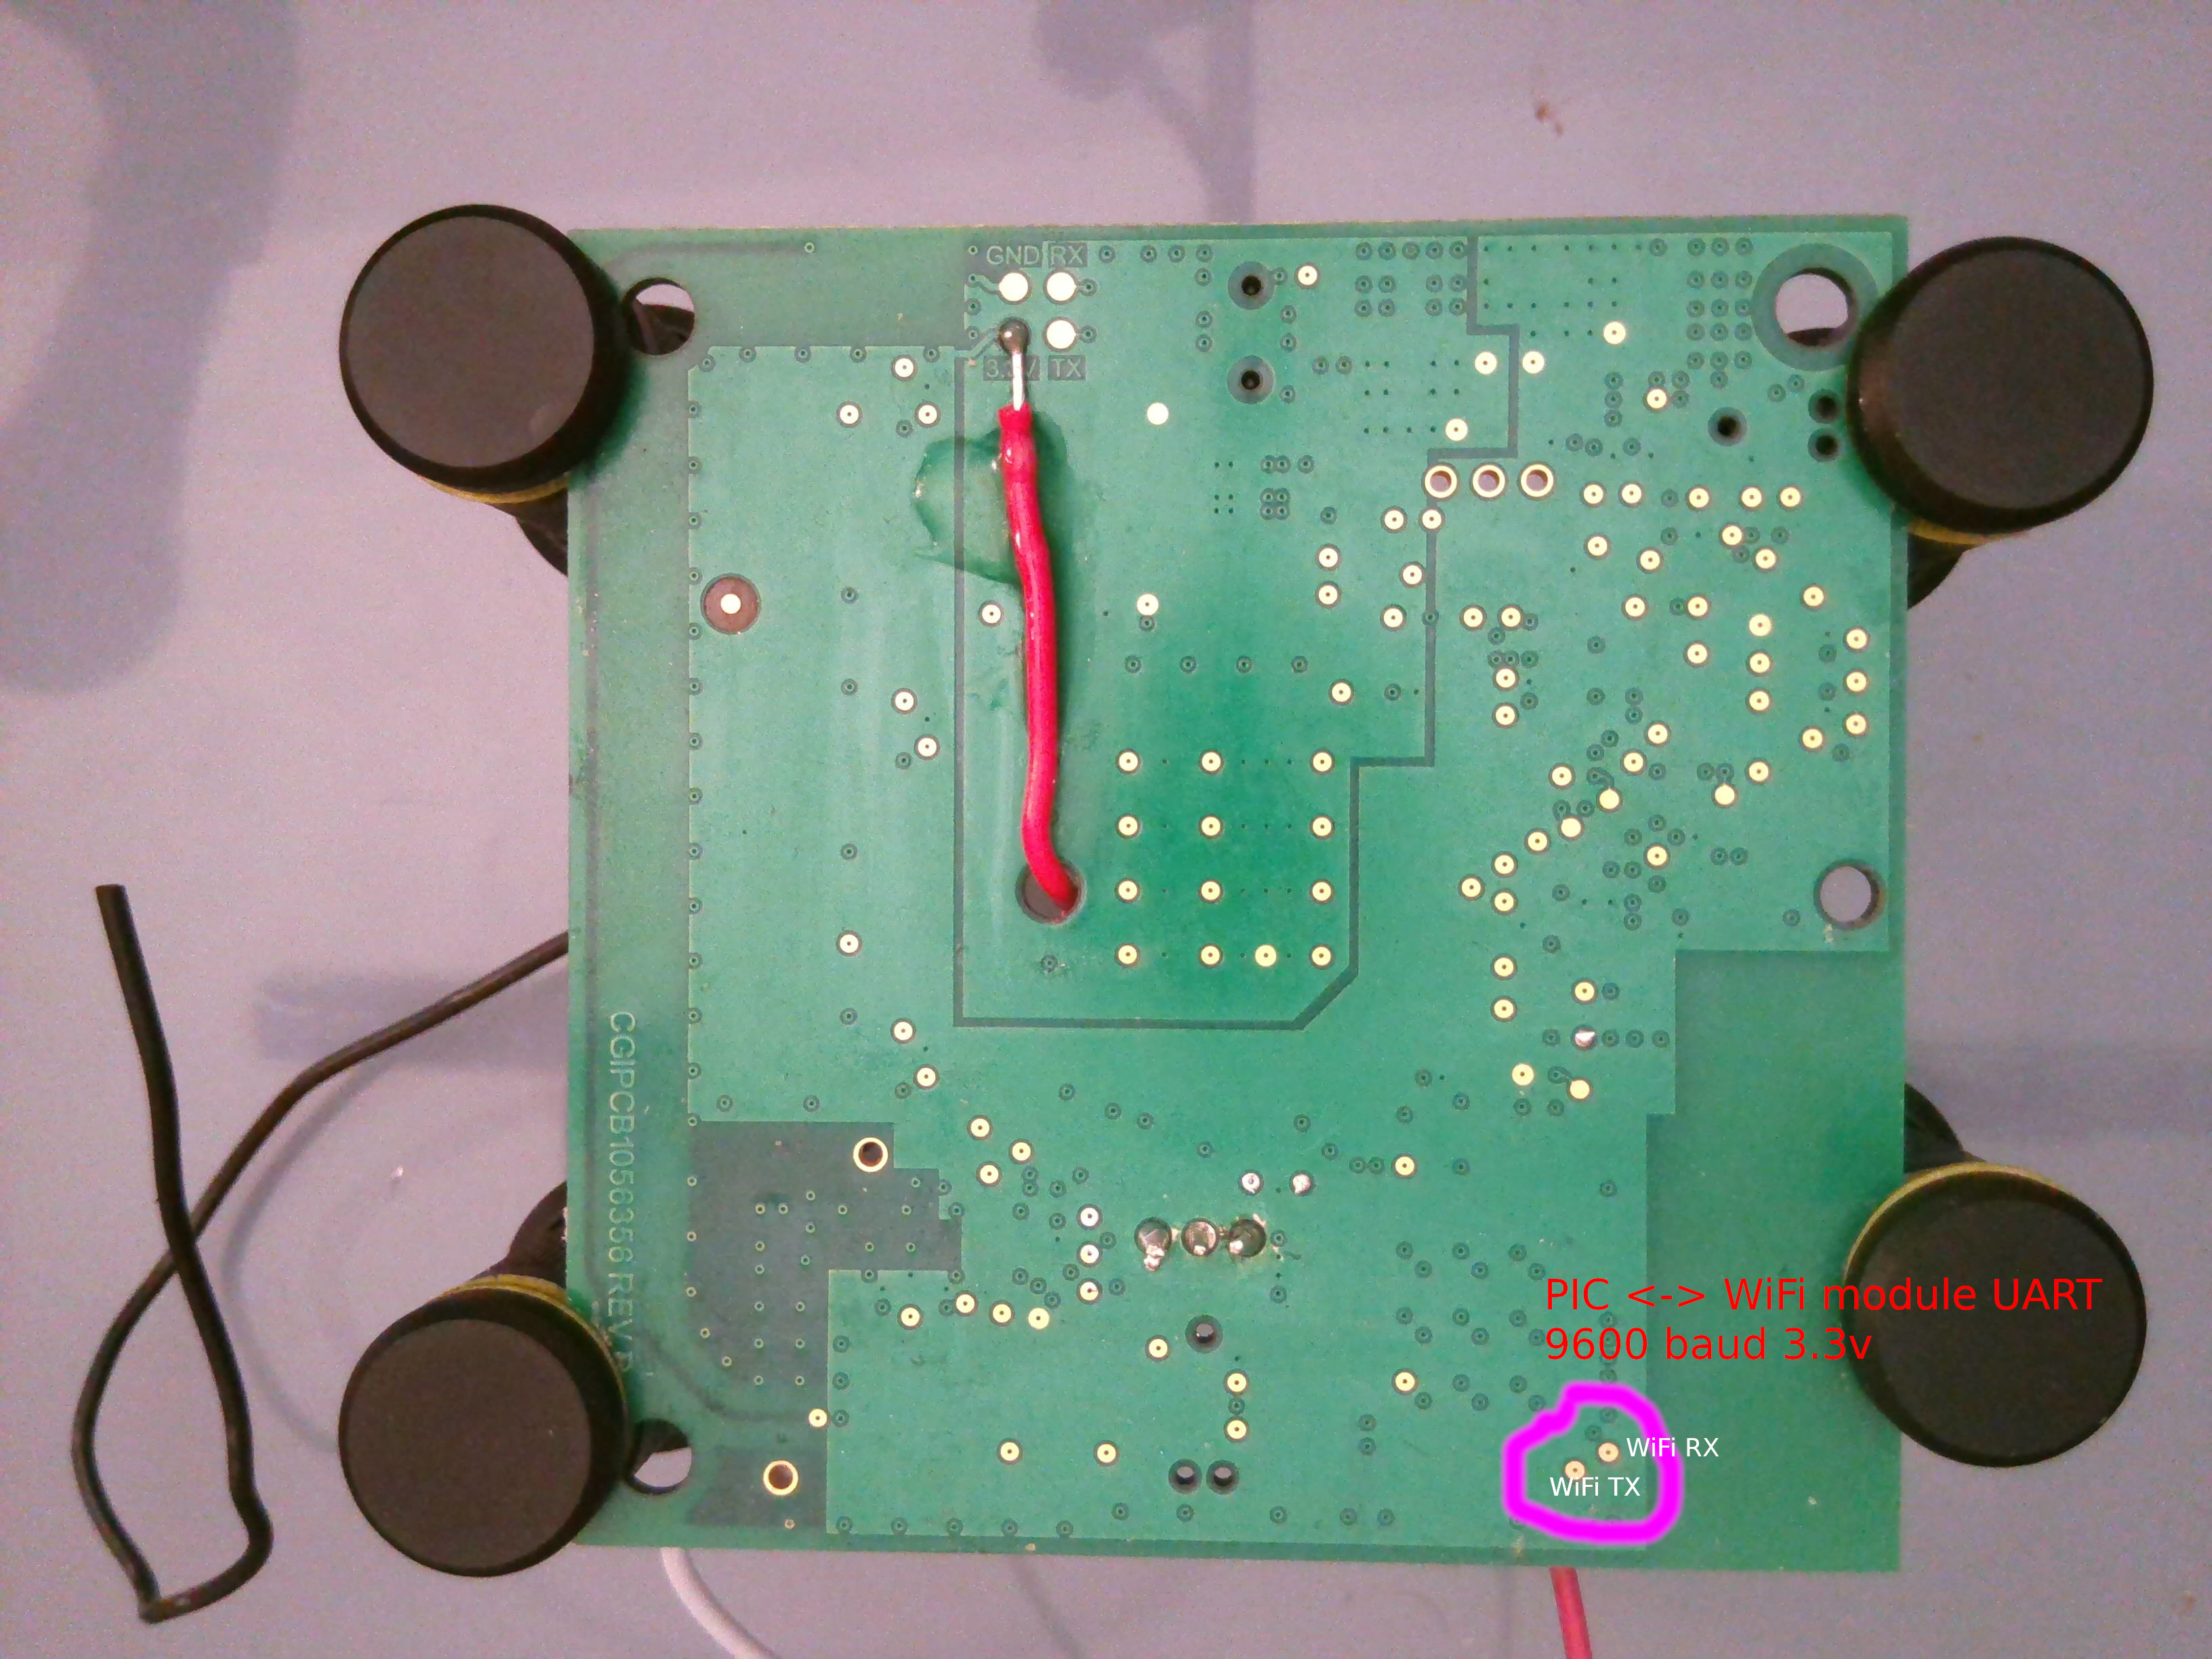 GND RX
3.3V TX
CGIPCB1056356 REV
PIC <-> WiFi module UART
9600 baud 3.3v
WiFi RX
WiFi TX